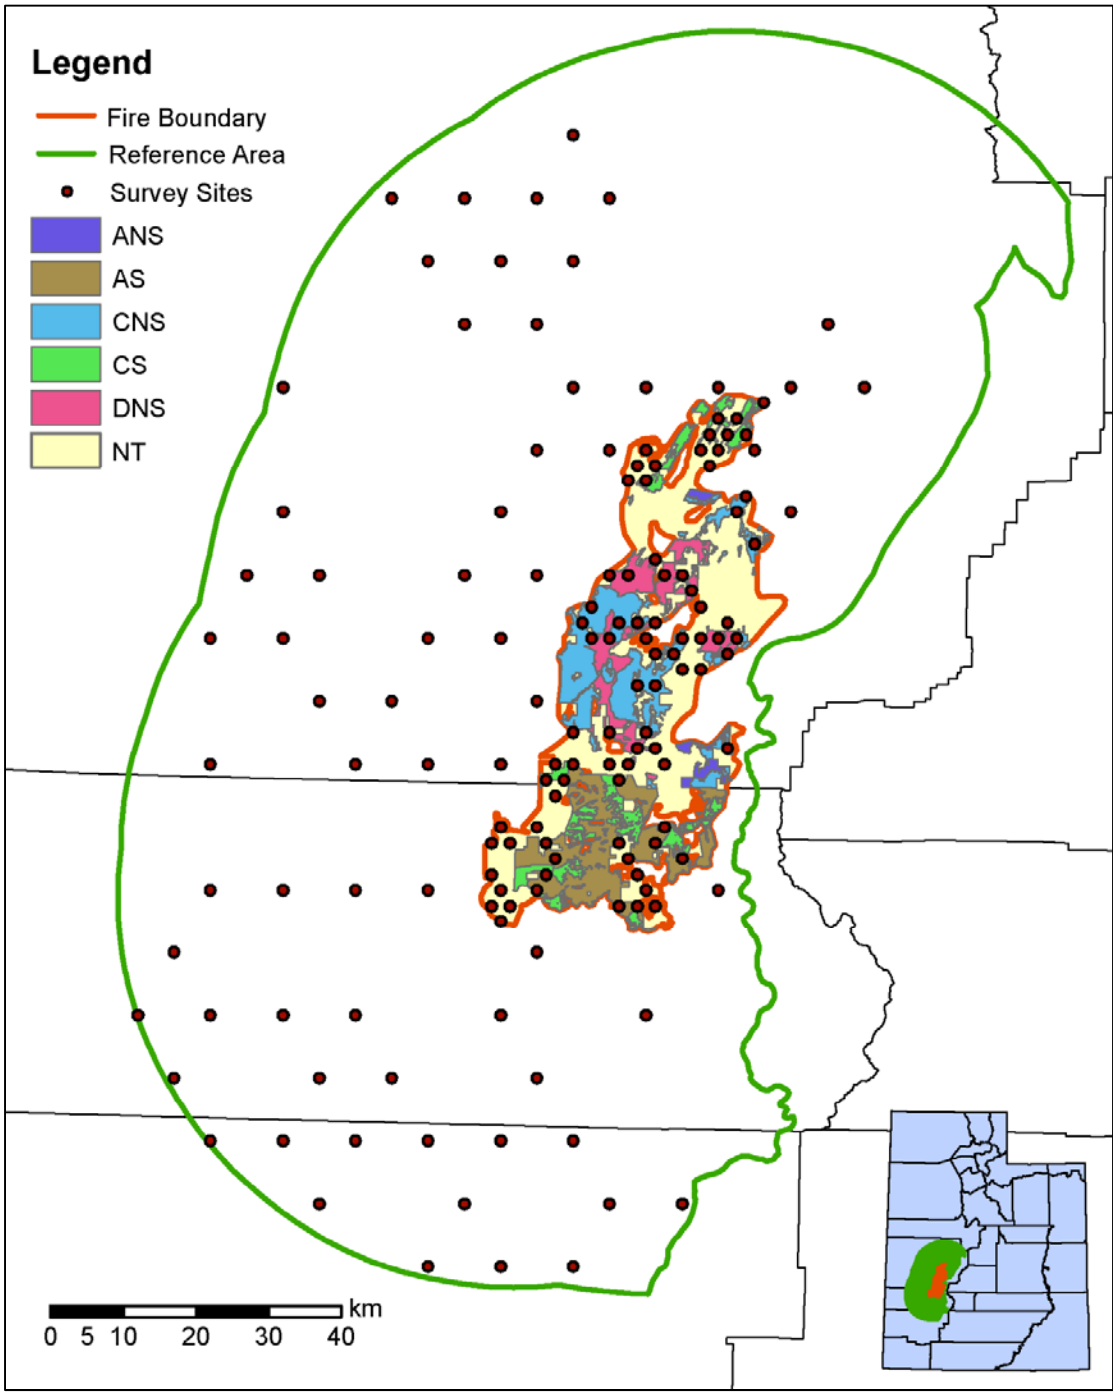 Legend
Fire Boundary
Reference Area
Survey Sites
ANS
AS
CNS
CS
DNS
NT
km
0 5 10 20 30 40